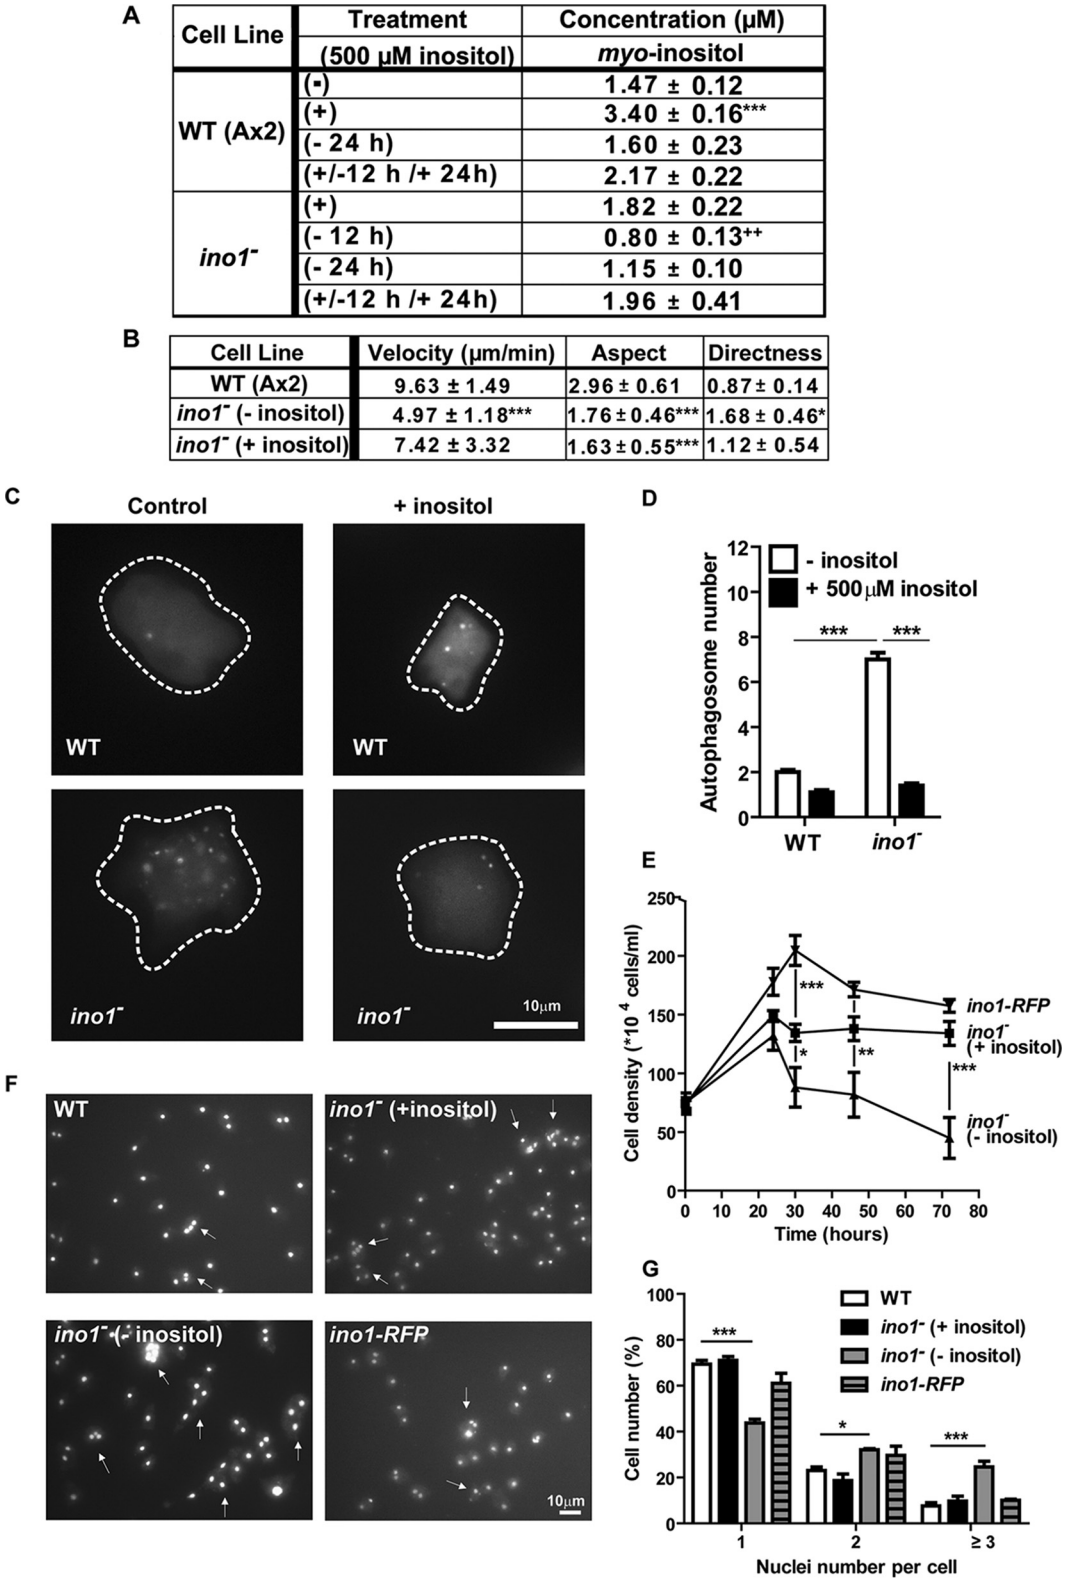 A
Cell Line
Treatment
(500 µM inositol)
Concentration (µM)
myo-inositol
WT (Ax2)
(-) 1.47 ± 0.12
(+) 3.40 ± 0.16***
(- 24 h) 1.60 ± 0.23
(+/-12 h /+ 24h) 2.17 ± 0.22
ino1-
(+) 1.82 ± 0.22
(- 12 h) 0.80 ± 0.13++
(- 24 h) 1.15 ± 0.10
(+/-12 h /+ 24h) 1.96 ± 0.41
B
Cell Line Velocity (µm/min) Aspect Directness
WT (Ax2) 9.63 ± 1.49 2.96 ± 0.61 0.87 ± 0.14
ino1- (- inositol) 4.97 ± 1.18*** 1.76 ± 0.46*** 1.68 ± 0.46*
ino1- (+ inositol) 7.42 ± 3.32 1.63 ± 0.55*** 1.12 ± 0.54
C
Control + inositol
WT WT
ino1- ino1-
10µm
D
Autophagosome number
12
10
8
6
4
2
0
- inositol
+ 500µM inositol
*** ***
WT ino1-
E
Cell density (*10 4 cells/ml)
250
200
150
100
50
0
0 10 20 30 40 50 60 70 80
Time (hours)
***
*
**
***
ino1-RFP
ino1-
(+ inositol)
ino1-
(- inositol)
F
WT
ino1- (+inositol)
ino1- (- inositol)
ino1-RFP
10µm
G
Cell number (%)
100
80
60
40
20
0
WT
ino1- (+ inositol)
ino1- (- inositol)
ino1-RFP
***
*
***
1 2 ≥ 3
Nuclei number per cell